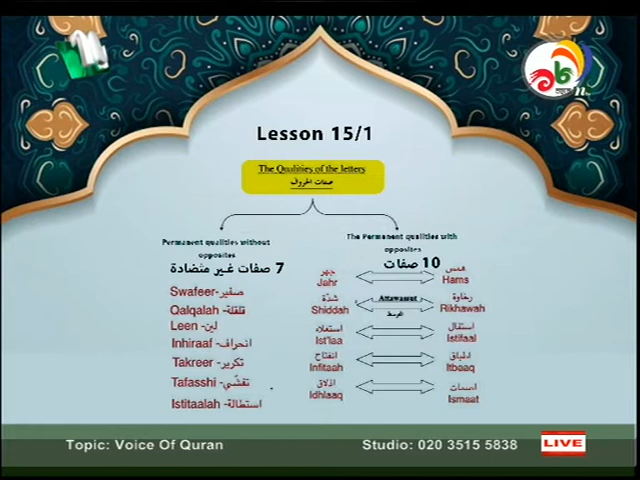 Lesson 15/1
The Qualities of the letters
صفات الحروف
Permanent qualities without
opposites
7 صفات غير متضادة
Swafeer-صفير
Qalqalah -قلقلة
Leen -لين
Inhiraaf -انحراف
Takreer -تكرير
Tafasshi -تفشّي
Istitaalah -استطالة
The Permanent qualities with
opposites
10 صفات
جهر
همس
Jahr
Hams
شدّة
Attawassut
رخاوة
Shiddah
Rikhawah
استعلاء
استفال
Ist'laa
Istifaal
انفتاح
Infitaah
Itbaaq
اذلاق
Idhlaaq
Ismaat
Topic: Voice Of Quran
Studio: 020 3515 5838
LIVE